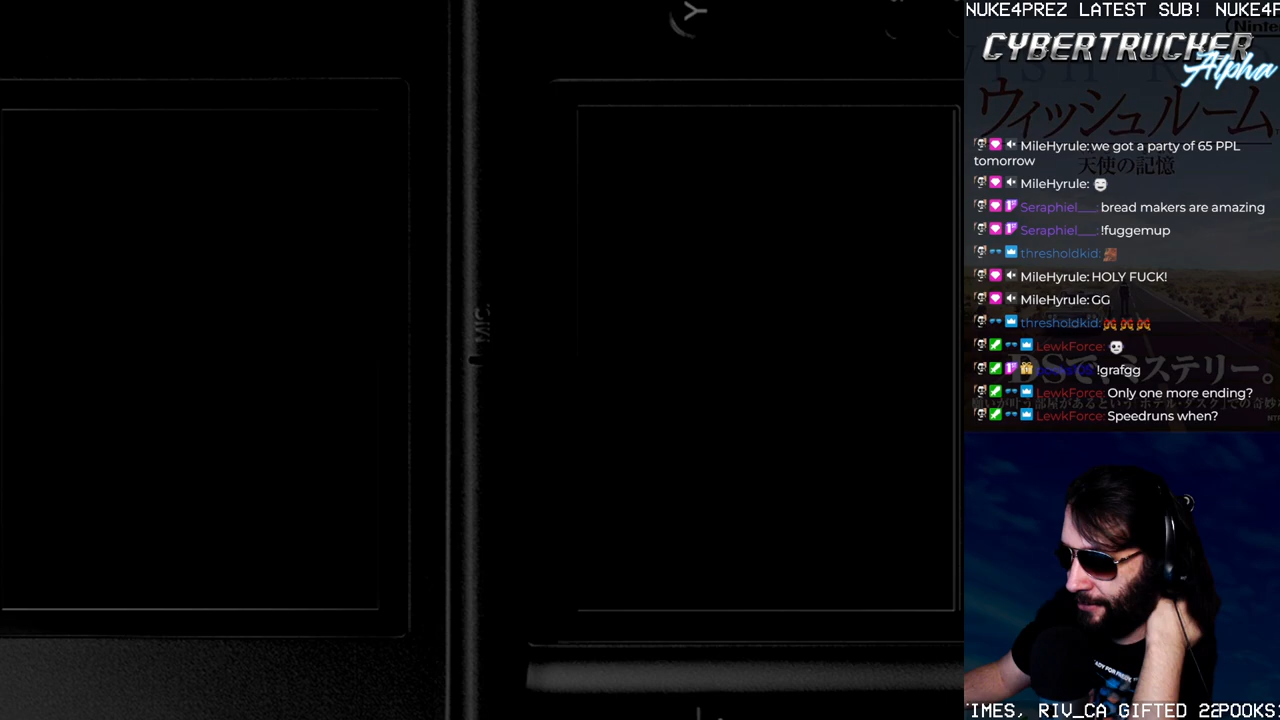 NUKE4PREZ LATEST SUB! NUKE4P
CYBERTRUCKER
Alpha
ウィッシュルーム
天使の記憶
MileHyrule: we got a party of 65 PPL
tomorrow
MileHyrule:
Seraphiel__: bread makers are amazing
Seraphiel__: !fuggemup
thresholdkid:
MileHyrule: HOLY FUCK!
MileHyrule: GG
thresholdkid:
LewkForce:
!grafgg
DSで、ミステリー。
LewkForce: Only one more ending?
LewkForce: Speedruns when?
MIC.
Y
IMES, RIV_CA GIFTED 22POOKS